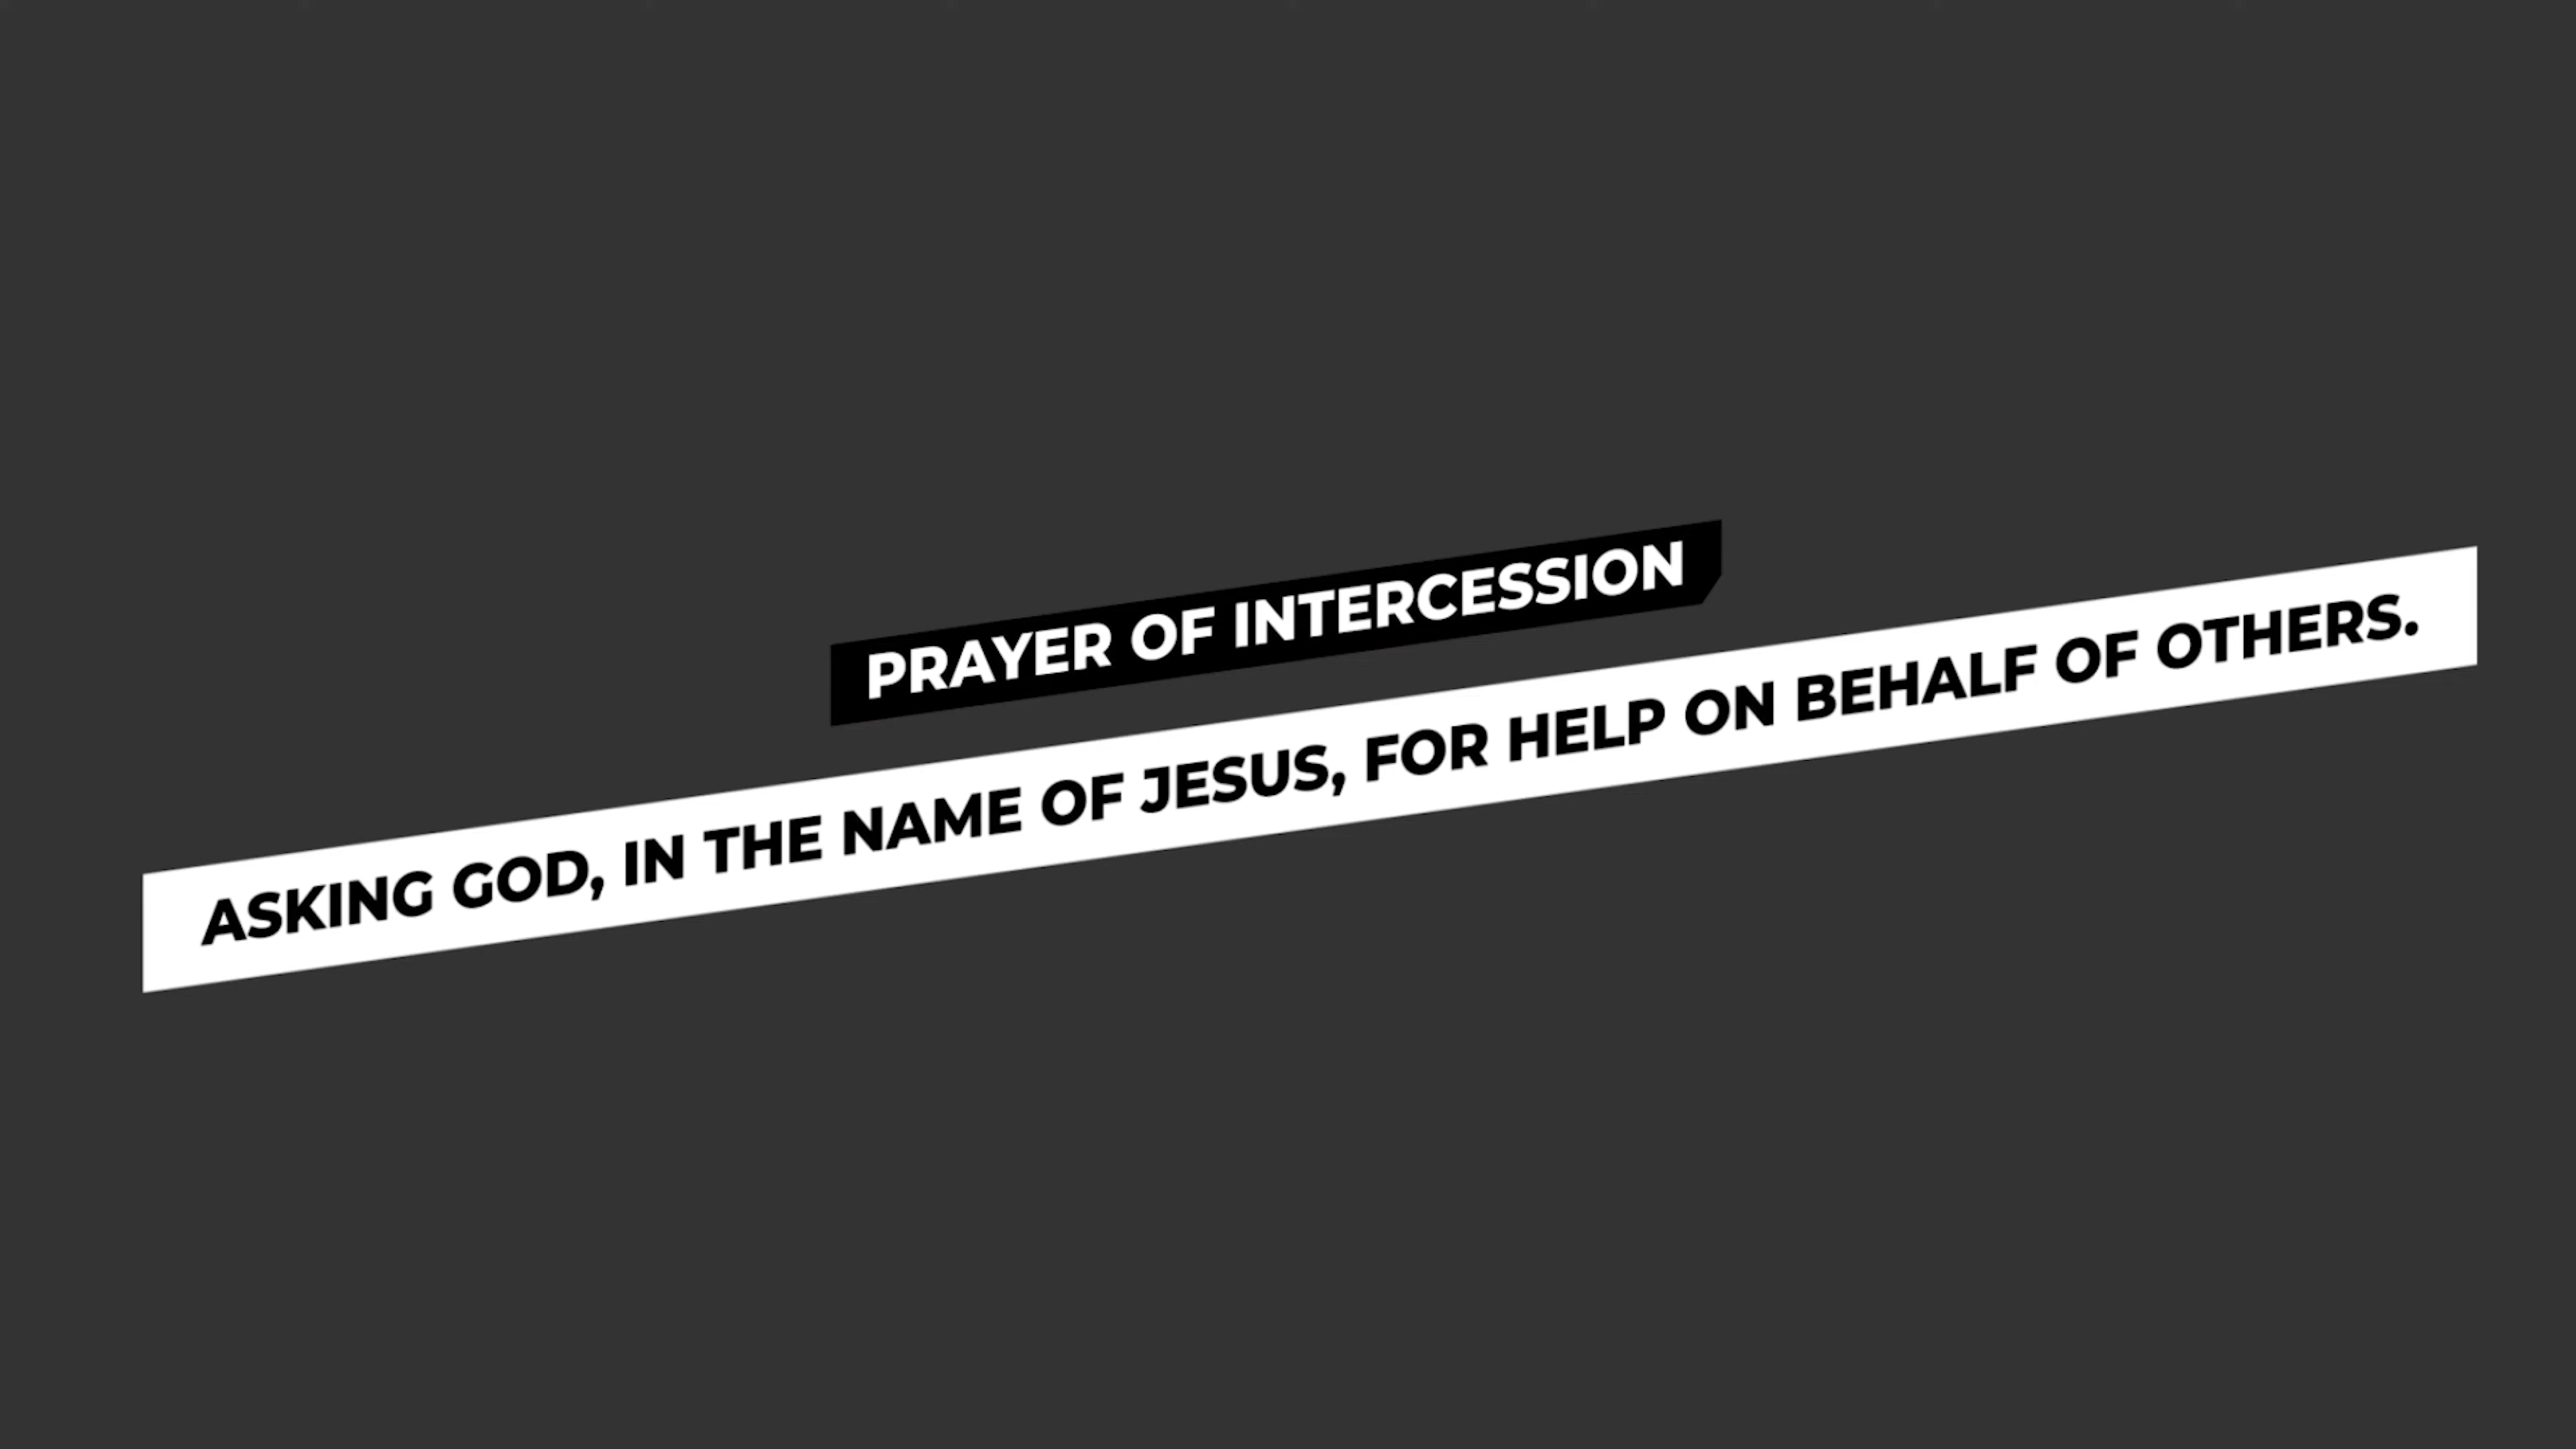 PRAYER OF INTERCESSION
ASKING GOD, IN THE NAME OF JESUS, FOR HELP ON BEHALF OF OTHERS.